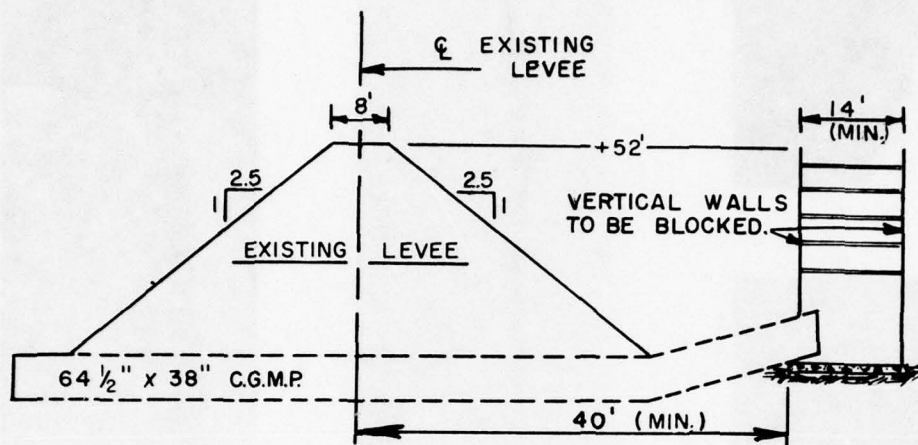 ℄ EXISTING
LEVEE
8'
14'
(MIN.)
+52'
2.5
1
2.5
1
VERTICAL WALLS
TO BE BLOCKED.
EXISTING LEVEE
64 1/2" x 38" C.G.M.P.
40' (MIN.)